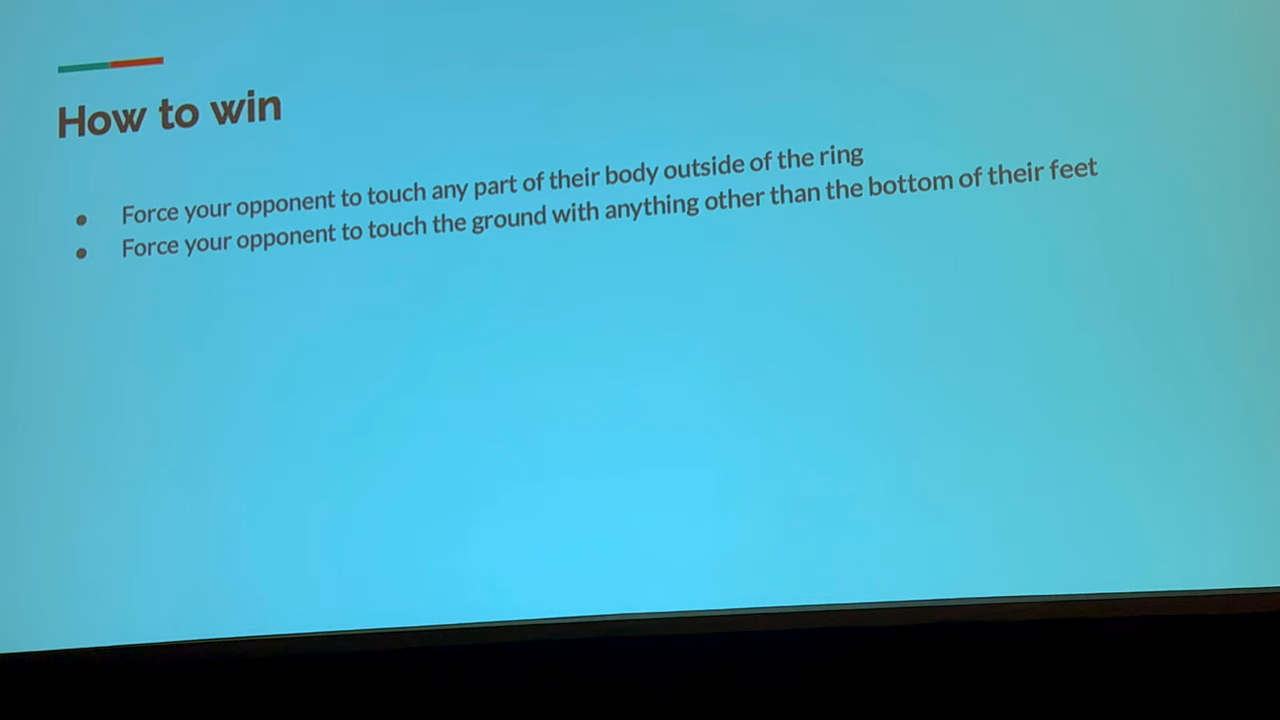 How to win
● Force your opponent to touch any part of their body outside of the ring
● Force your opponent to touch the ground with anything other than the bottom of their feet